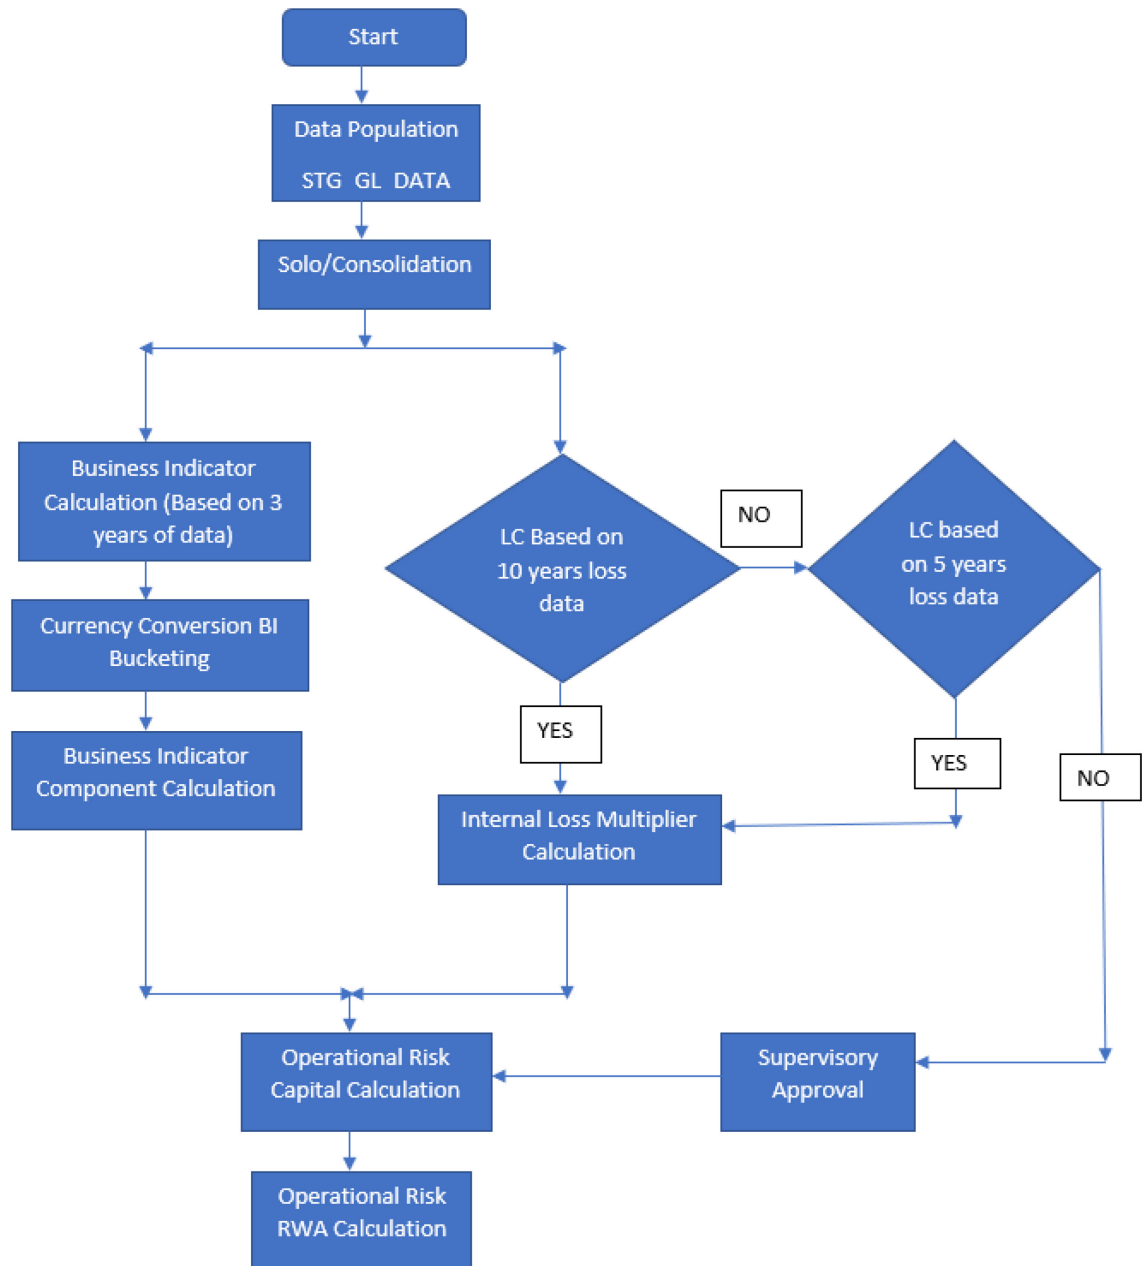 Start
Data Population
STG GL DATA
Solo/Consolidation
Business Indicator
Calculation (Based on 3
years of data)
LC Based on
10 years loss
data
NO
LC based
on 5 years
loss data
Currency Conversion BI
Bucketing
YES
Business Indicator
Component Calculation
YES
NO
Internal Loss Multiplier
Calculation
Operational Risk
Capital Calculation
Supervisory
Approval
Operational Risk
RWA Calculation